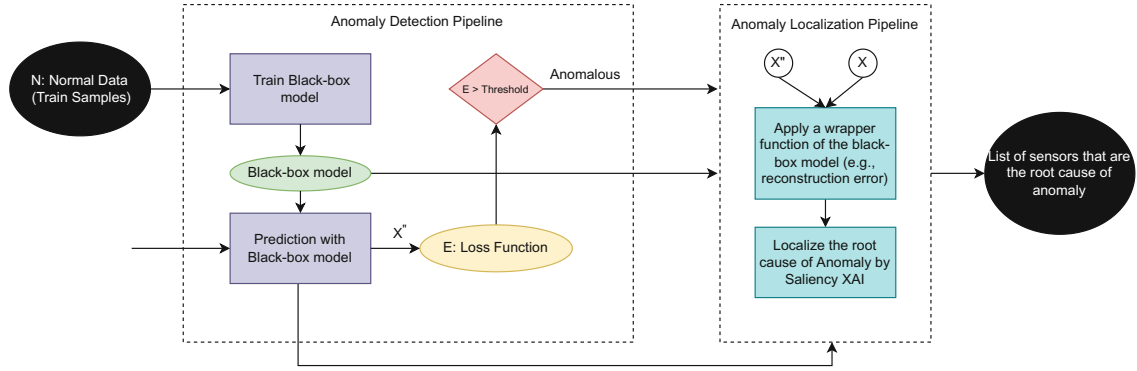 Anomaly Detection Pipeline
Anomaly Localization Pipeline
N: Normal Data
(Train Samples)
Train Black-box
model
E > Threshold
Anomalous
X"
X
Apply a wrapper
function of the black-
box model (e.g.,
reconstruction error)
Black-box model
List of sensors that are
the root cause of
anomaly
Prediction with
Black-box model
X"
E: Loss Function
Localize the root
cause of Anomaly by
Saliency XAI